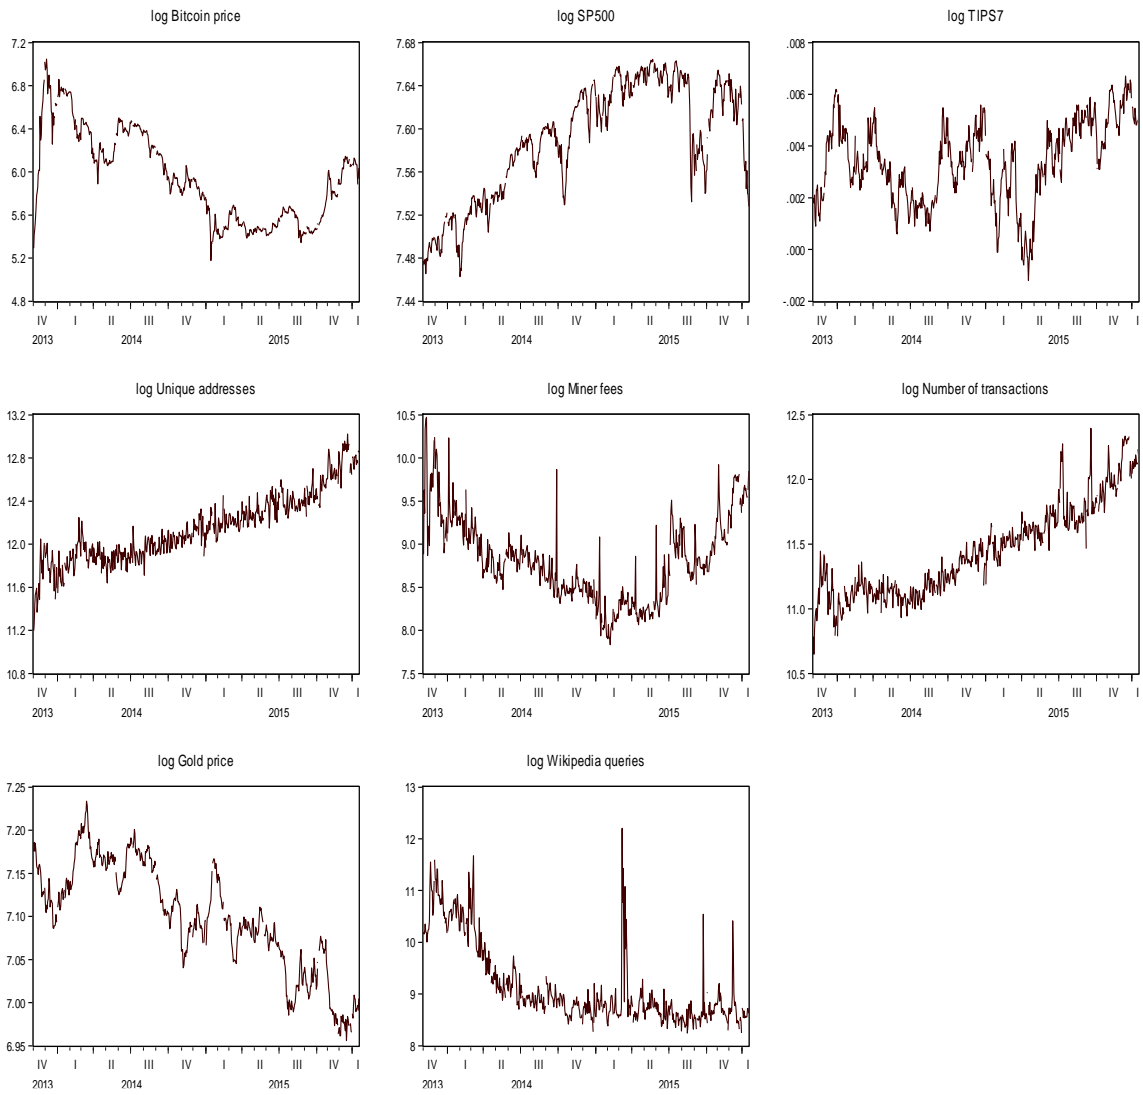 log Bitcoin price
7.2
6.8
6.4
6.0
5.6
5.2
4.8
IV I II III IV I II III IV I
2013 2014 2015
log SP500
7.68
7.64
7.60
7.56
7.52
7.48
7.44
IV I II III IV I II III IV I
2013 2014 2015
log TIPS7
.008
.006
.004
.002
.000
-.002
IV I II III IV I II III IV I
2013 2014 2015
log Unique addresses
13.2
12.8
12.4
12.0
11.6
11.2
10.8
IV I II III IV I II III IV I
2013 2014 2015
log Miner fees
10.5
10.0
9.5
9.0
8.5
8.0
7.5
IV I II III IV I II III IV I
2013 2014 2015
log Number of transactions
12.5
12.0
11.5
11.0
10.5
IV I II III IV I II III IV I
2013 2014 2015
log Gold price
7.25
7.20
7.15
7.10
7.05
7.00
6.95
IV I II III IV I II III IV I
2013 2014 2015
log Wikipedia queries
13
12
11
10
9
8
IV I II III IV I II III IV I
2013 2014 2015